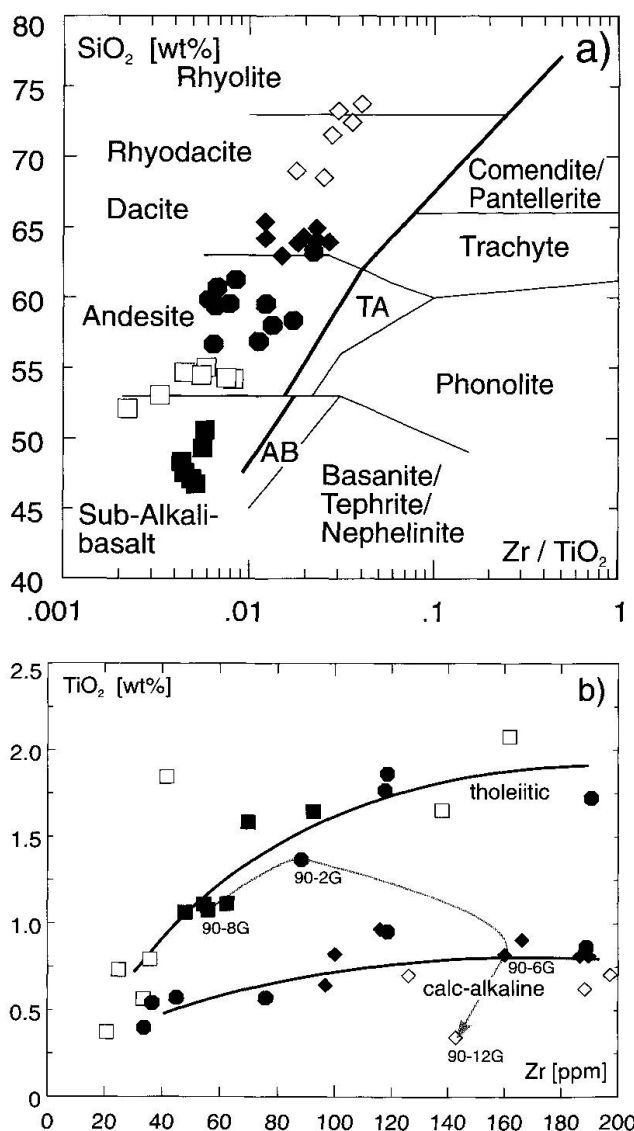 80
SiO2 [wt%]
a)
Rhyolite
75
Rhyodacite
70
Comendite/
Pantellerite
Dacite
65
Trachyte
60
TA
Andesite
55
Phonolite
50
AB
Basanite/
Tephrite/
Nephelinite
45
Sub-Alkali-
basalt
Zr / TiO2
40
.001 .01 .1 1
2.5
TiO2 [wt%]
b)
2.0
tholeiitic
1.5
90-2G
1.0
90-8G
90-6G
calc-alkaline
0.5
90-12G
Zr [ppm]
0
0 20 40 60 80 100 120 140 160 180 200